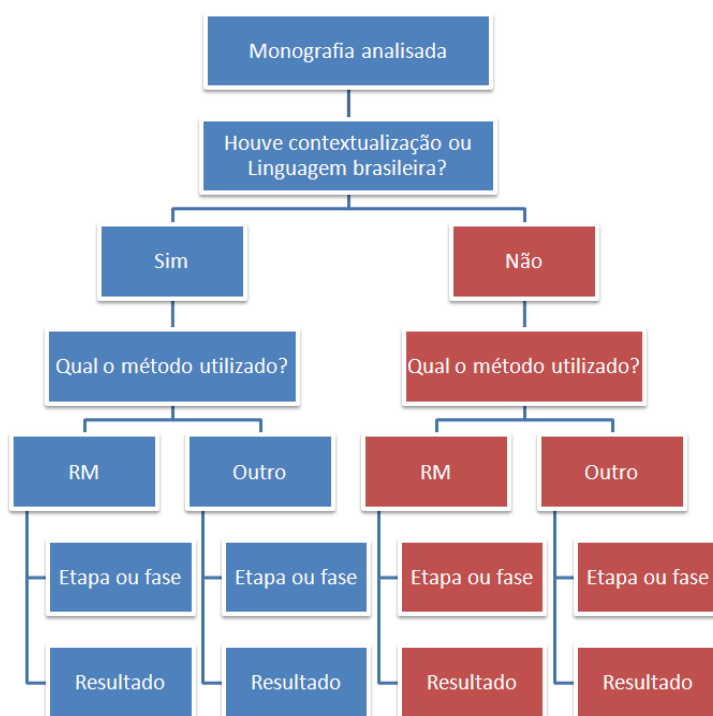 Monografia analisada
Houve contextualização ou
Linguagem brasileira?
Sim
Não
Qual o método utilizado?
Qual o método utilizado?
RM
Outro
RM
Outro
Etapa ou fase
Etapa ou fase
Etapa ou fase
Etapa ou fase
Resultado
Resultado
Resultado
Resultado